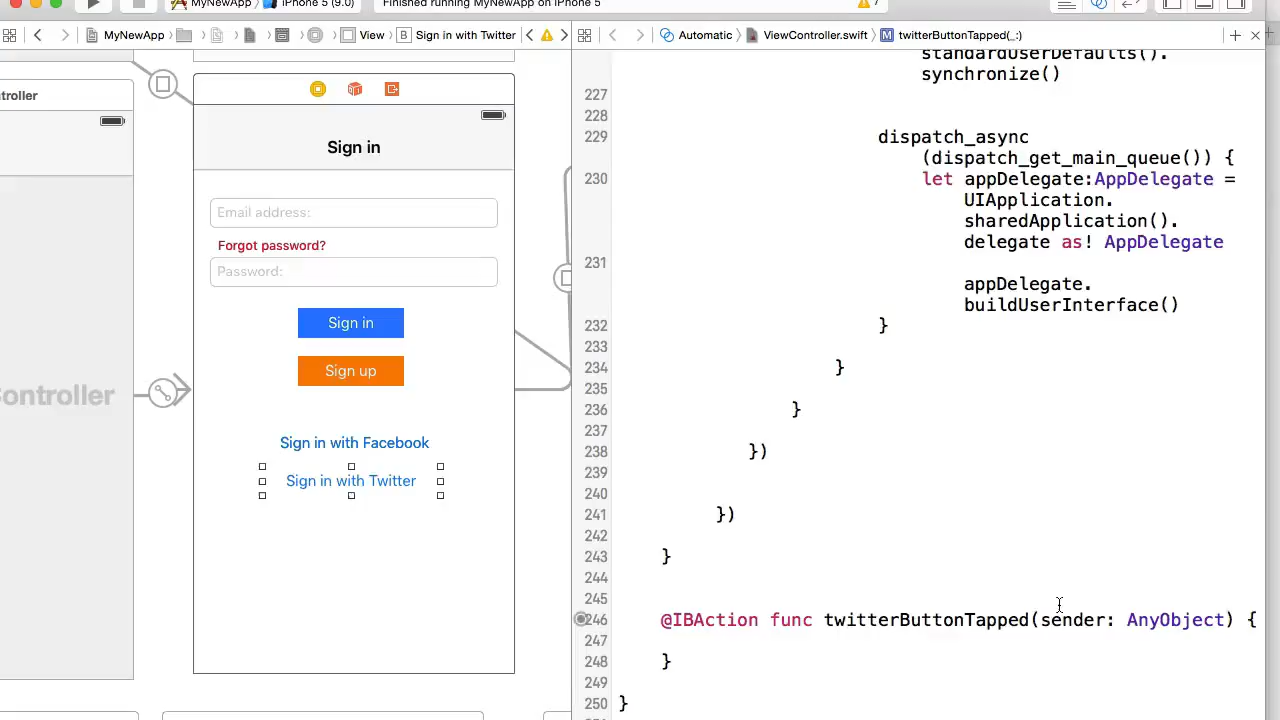 MyNewApp
iPhone 5 (9.0)
Finished running MyNewApp on iPhone 5
MyNewApp
View
B
Sign in with Twitter
Automatic
ViewController.swift
M
twitterButtonTapped(_:)
Sign in
Email address:
Forgot password?
Password:
Sign in
Sign up
Sign in with Facebook
Sign in with Twitter
standardUserDefaults().
synchronize()
227
228
229 dispatch_async
(dispatch_get_main_queue()) {
230 let appDelegate:AppDelegate =
UIApplication.
sharedApplication().
delegate as! AppDelegate
231
appDelegate.
buildUserInterface()
232 }
233
234 }
235
236 }
237
238 })
239
240
241 })
242
243 }
244
245
246 @IBAction func twitterButtonTapped(sender: AnyObject) {
247
248 }
249
250 }